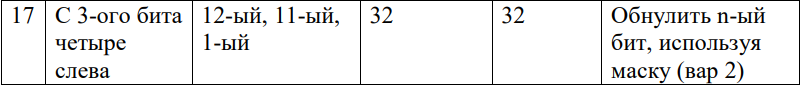 17 С 3-ого бита 12-ый, 11-ый, 32 32 Обнулить n-ый
четыре 1-ый бит, используя
слева маску (вар 2)